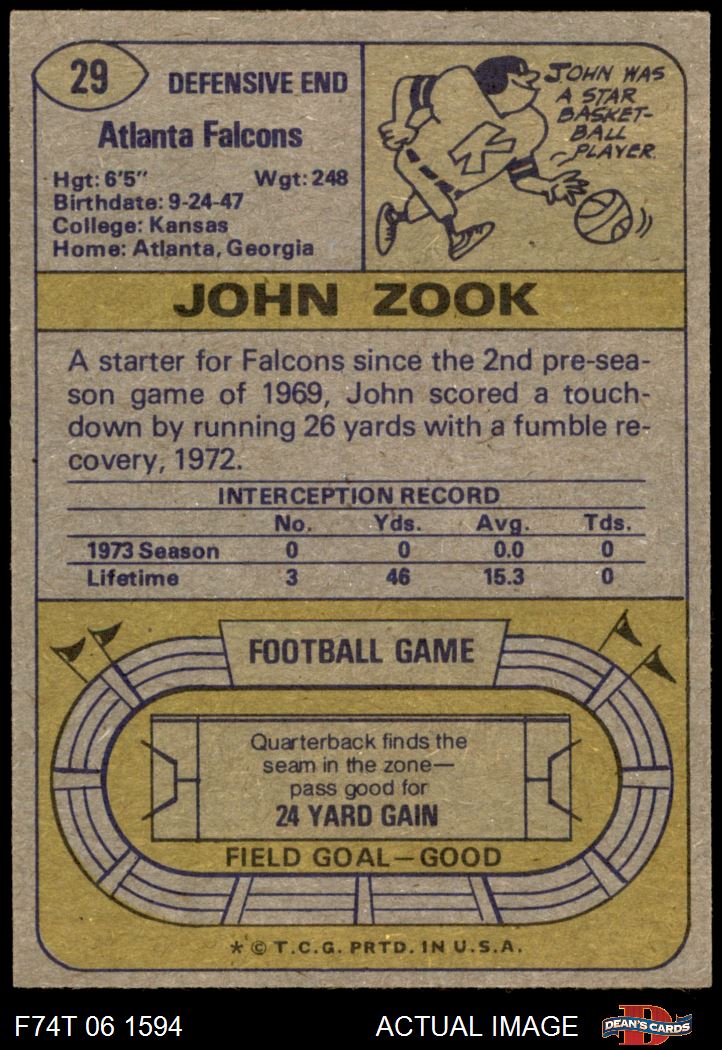 29
DEFENSIVE END
Atlanta Falcons
Hgt: 6'5" Wgt: 248
Birthdate: 9-24-47
College: Kansas
Home: Atlanta, Georgia
JOHN WAS
A STAR
BASKET-
BALL
PLAYER.
K
JOHN ZOOK
A starter for Falcons since the 2nd pre-sea-
son game of 1969, John scored a touch-
down by running 26 yards with a fumble re-
covery, 1972.
INTERCEPTION RECORD
No. Yds. Avg. Tds.
1973 Season 0 0 0.0 0
Lifetime 3 46 15.3 0
FOOTBALL GAME
Quarterback finds the
seam in the zone—
pass good for
24 YARD GAIN
FIELD GOAL—GOOD
* © T.C.G. PRTD. IN U.S.A.
F74T 06 1594 ACTUAL IMAGE D DEAN'S CARDS